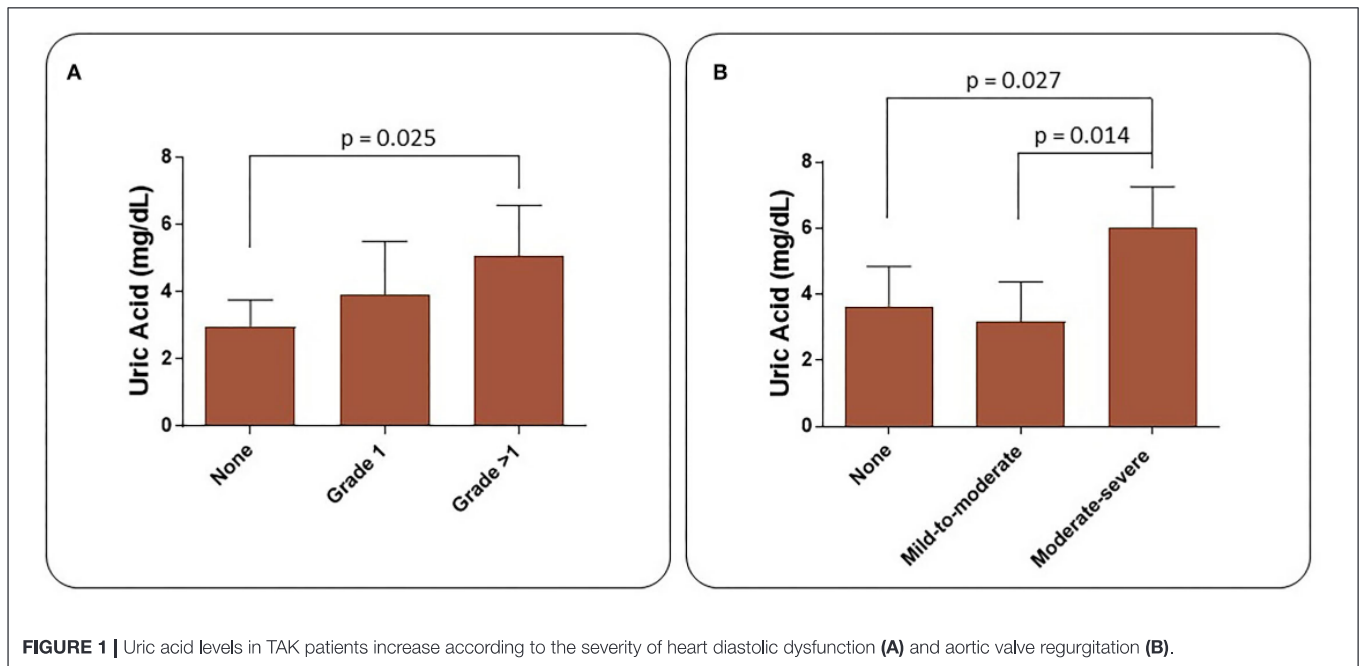 A
p = 0.025
Uric Acid (mg/dL)
8
6
4
2
0
None
Grade 1
Grade >1
B
p = 0.027
p = 0.014
Uric Acid (mg/dL)
8
6
4
2
0
None
Mild-to-moderate
Moderate-severe
FIGURE 1 | Uric acid levels in TAK patients increase according to the severity of heart diastolic dysfunction (A) and aortic valve regurgitation (B).